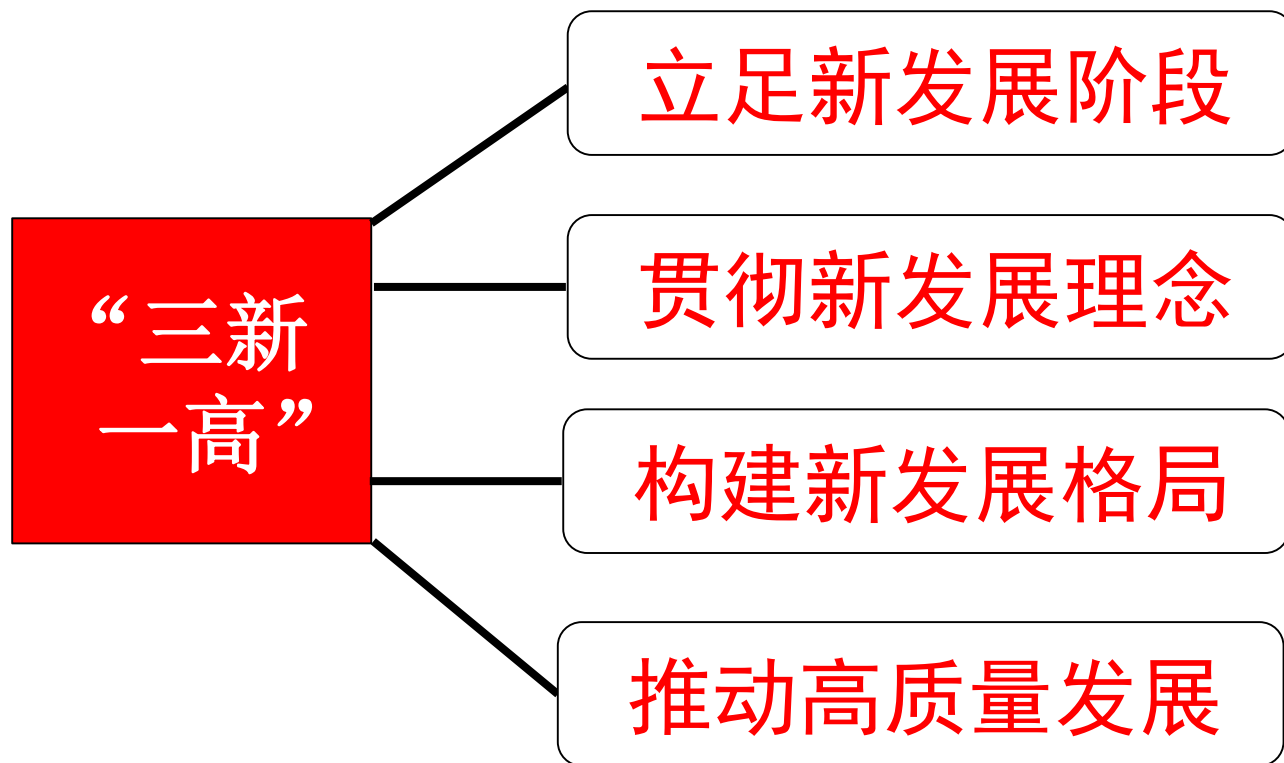 “三新
一高”
立足新发展阶段
贯彻新发展理念
构建新发展格局
推动高质量发展